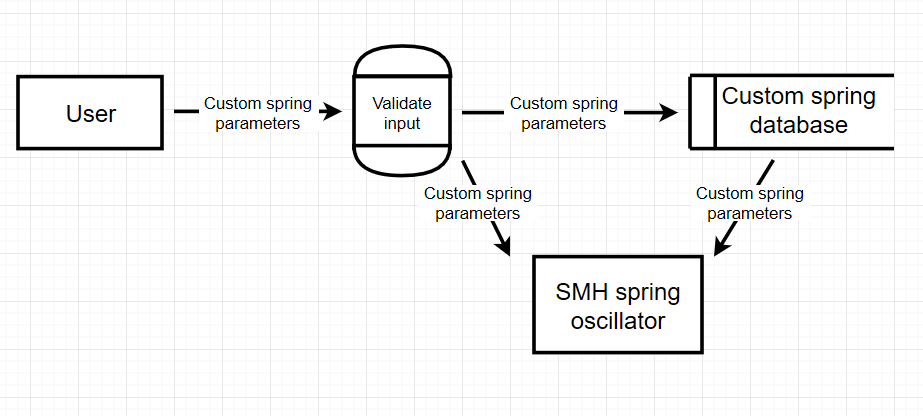 User
Custom spring
parameters
Validate
input
Custom spring
parameters
Custom spring
database
Custom spring
parameters
Custom spring
parameters
SMH spring
oscillator